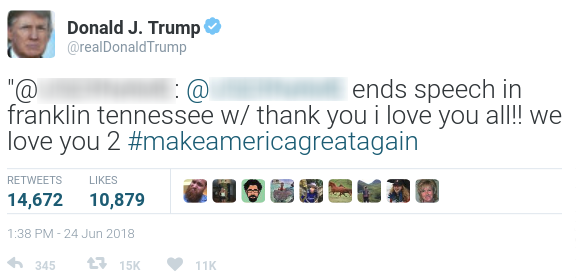 Donald J. Trump
@realDonaldTrump
"@ : @ ends speech in
franklin tennessee w/ thank you i love you all!! we
love you 2 #makeamericagreatagain
RETWEETS LIKES
14,672 10,879
1:38 PM - 24 Jun 2018
345 15K 11K